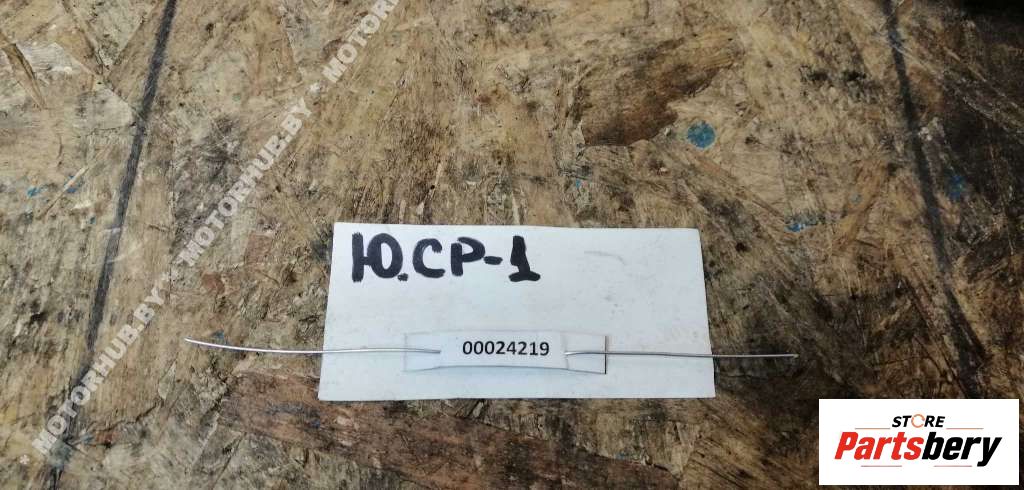 MOTORHUB.BY • MOTORHUB.BY • MOTORHUB.BY •
Ю.СР-1
00024219
STORE
Partsbery